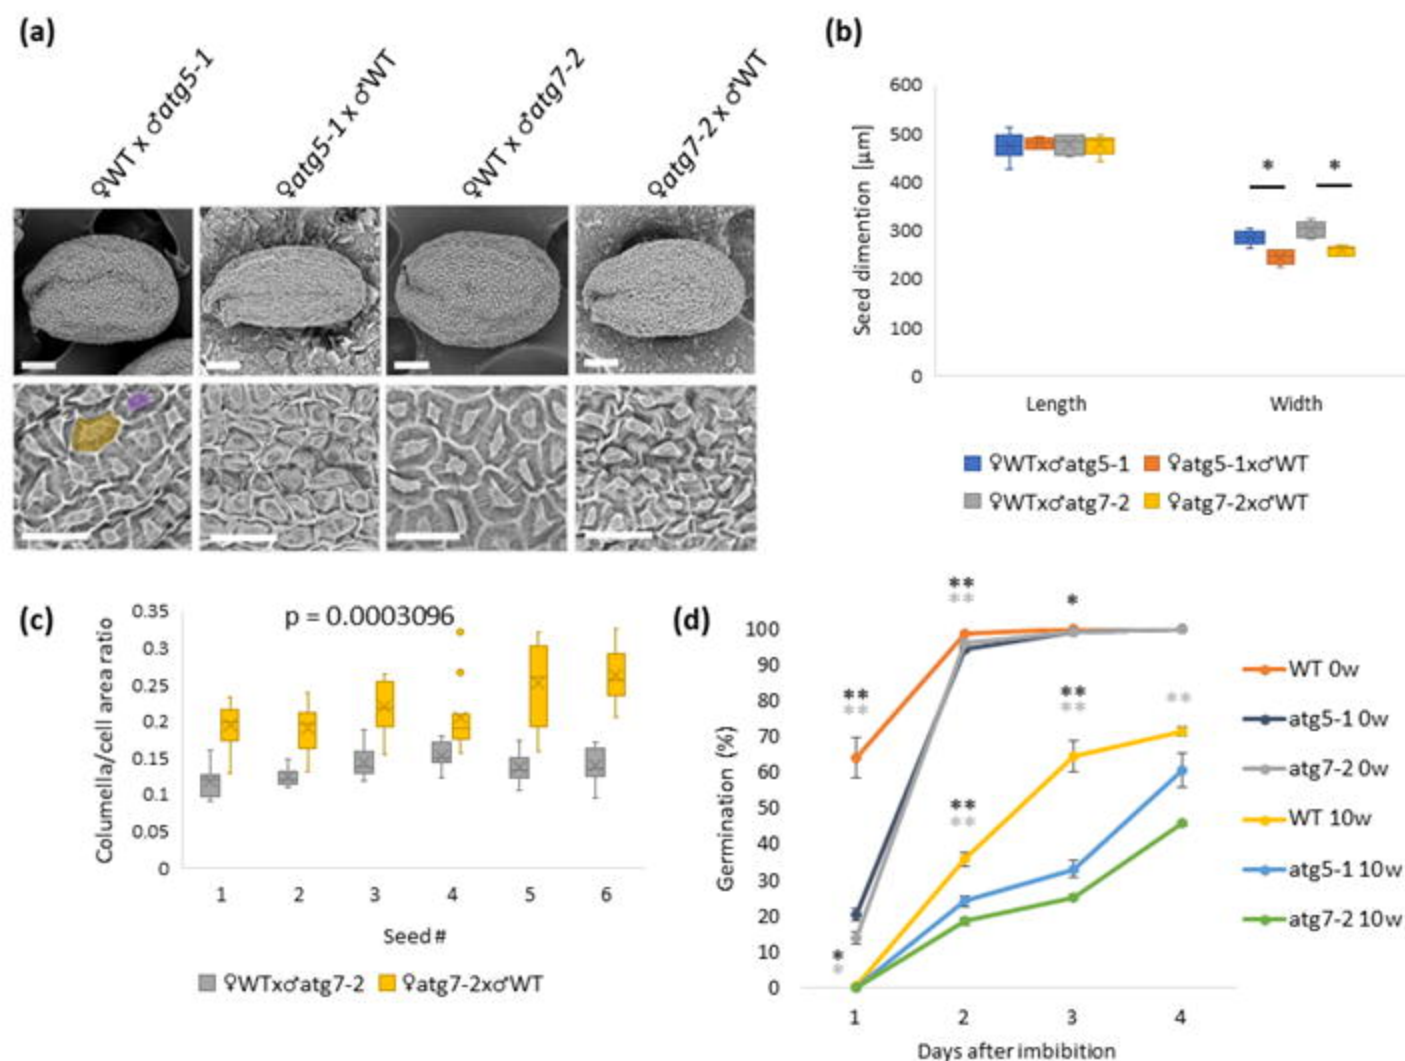 (a)
♀WT x ♂atg5-1
♀atg5-1 x ♂WT
♀WT x ♂atg7-2
♀atg7-2 x ♂WT
(b)
Seed dimention [µm]
600
500
400
300
200
100
0
*
*
Length
Width
♀WTx♂atg5-1
♀atg5-1x♂WT
♀WTx♂atg7-2
♀atg7-2x♂WT
(c)
p = 0.0003096
Columella/cell area ratio
0.35
0.3
0.25
0.2
0.15
0.1
0.05
0
1 2 3 4 5 6
Seed #
♀WTx♂atg7-2
♀atg7-2x♂WT
(d)
Germination (%)
100
90
80
70
60
50
40
30
20
10
0
**
**
*
**
**
**
**
**
**
**
*
*
1 2 3 4
Days after imbibition
WT 0w
atg5-1 0w
atg7-2 0w
WT 10w
atg5-1 10w
atg7-2 10w